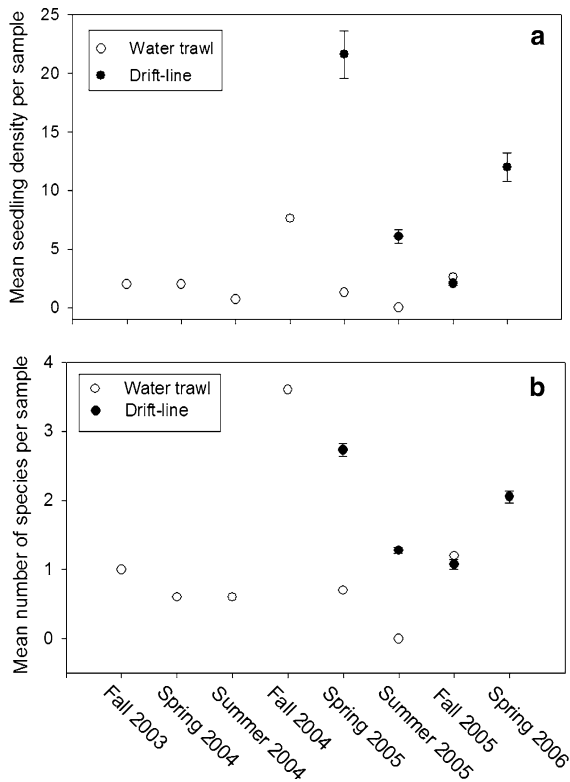 a
Water trawl
Drift-line
Mean seedling density per sample
25
20
15
10
5
0
b
Water trawl
Drift-line
Mean number of species per sample
4
3
2
1
0
Fall 2003
Spring 2004
Summer 2004
Fall 2004
Spring 2005
Summer 2005
Fall 2005
Spring 2006